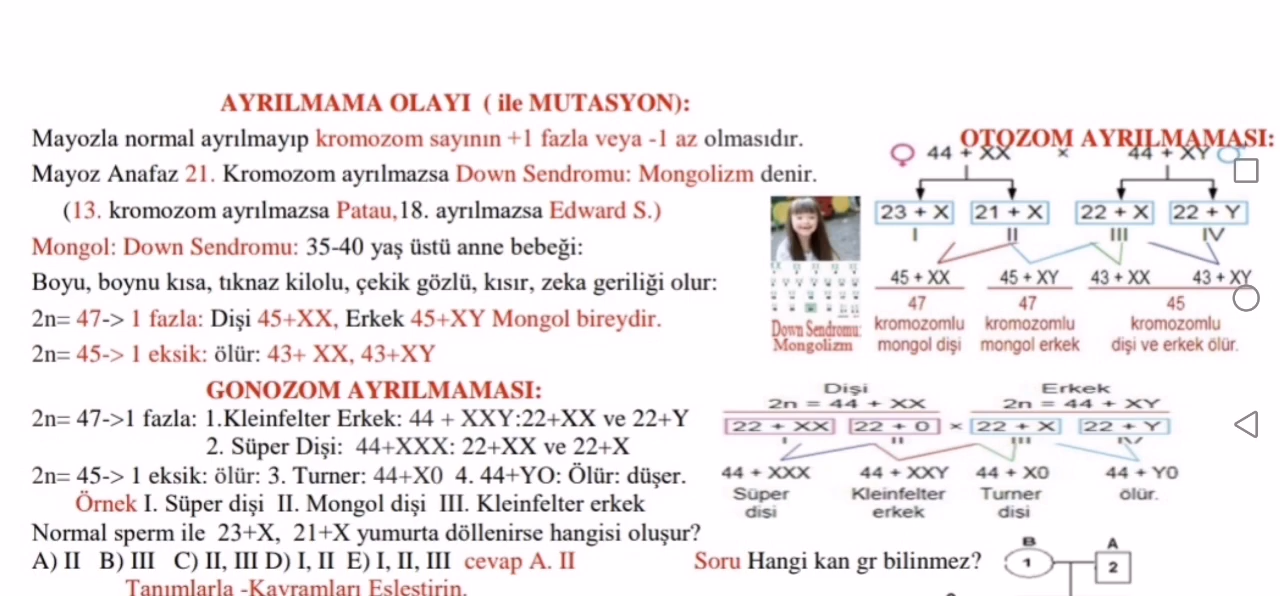 AYRILMAMA OLAYI ( ile MUTASYON):
Mayozla normal ayrılmayıp kromozom sayının +1 fazla veya -1 az olmasıdır.
Mayoz Anafaz 21. Kromozom ayrılmazsa Down Sendromu: Mongolizm denir.
(13. kromozom ayrılmazsa Patau,18. ayrılmazsa Edward S.)
Mongol: Down Sendromu: 35-40 yaş üstü anne bebeği:
Boyu, boynu kısa, tıknaz kilolu, çekik gözlü, kısır, zeka geriliği olur:
2n= 47-> 1 fazla: Dişi 45+XX, Erkek 45+XY Mongol bireydir.
2n= 45-> 1 eksik: ölür: 43+ XX, 43+XY
OTOZOM AYRILMAMASI:
♀ 44 + XX × 44 + XY ♂
23 + X 21 + X 22 + X 22 + Y
I II III IV
45 + XX 45 + XY 43 + XX 43 + XY
47 47 45
kromozomlu kromozomlu kromozomlu
mongol dişi mongol erkek dişi ve erkek ölür.
Down Sendromu:
Mongolizm
GONOZOM AYRILMAMASI:
2n= 47->1 fazla: 1.Kleinfelter Erkek: 44 + XXY:22+XX ve 22+Y
2. Süper Dişi: 44+XXX: 22+XX ve 22+X
2n= 45-> 1 eksik: ölür: 3. Turner: 44+X0 4. 44+YO: Ölür: düşer.
Örnek I. Süper dişi II. Mongol dişi III. Kleinfelter erkek
Normal sperm ile 23+X, 21+X yumurta döllenirse hangisi oluşur?
A) II B) III C) II, III D) I, II E) I, II, III cevap A. II
Dişi Erkek
2n = 44 + XX 2n = 44 + XY
22 + XX 22 + 0 × 22 + X 22 + Y
I II III IV
44 + XXX 44 + XXY 44 + X0 44 + Y0
Süper Kleinfelter Turner ölür.
dişi erkek dişi
Soru Hangi kan gr bilinmez?
B A
1 2
Tanımlarla -Kavramları Eşleştirin.